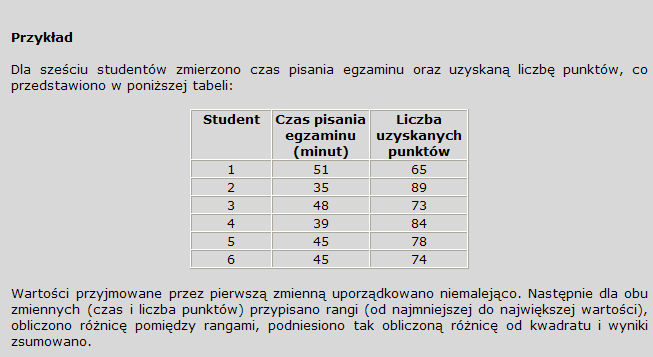 Przykład
Dla sześciu studentów zmierzono czas pisania egzaminu oraz uzyskaną liczbę punktów, co
przedstawiono w poniższej tabeli:
Student Czas pisania egzaminu (minut) Liczba uzyskanych punktów
1 51 65
2 35 89
3 48 73
4 39 84
5 45 78
6 45 74
Wartości przyjmowane przez pierwszą zmienną uporządkowano niemalejąco. Następnie dla obu
zmiennych (czas i liczba punktów) przypisano rangi (od najmniejszej do największej wartości),
obliczono różnicę pomiędzy rangami, podniesiono tak obliczoną różnicę od kwadratu i wyniki
zsumowano.